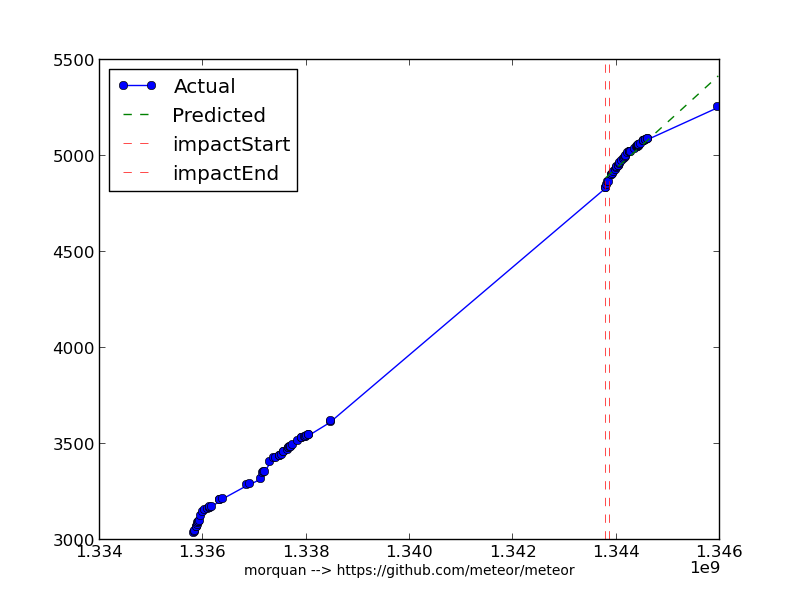 5500
5000
4500
4000
3500
3000
Actual
Predicted
impactStart
impactEnd
1.334 1.336 1.338 1.340 1.342 1.344 1.346
1e9
morquan --> https://github.com/meteor/meteor